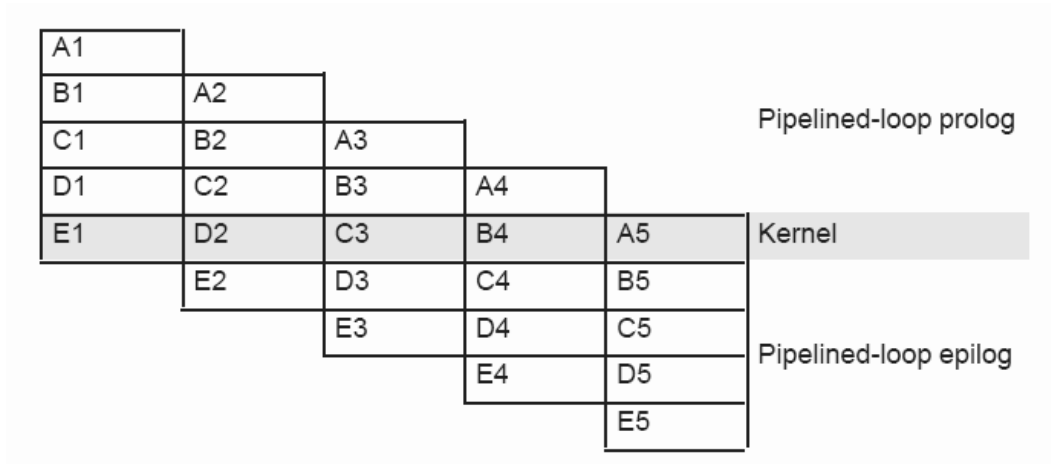 A1
B1 A2
Pipelined-loop prolog
C1 B2 A3
D1 C2 B3 A4
E1 D2 C3 B4 A5 Kernel
E2 D3 C4 B5
E3 D4 C5
Pipelined-loop epilog
E4 D5
E5